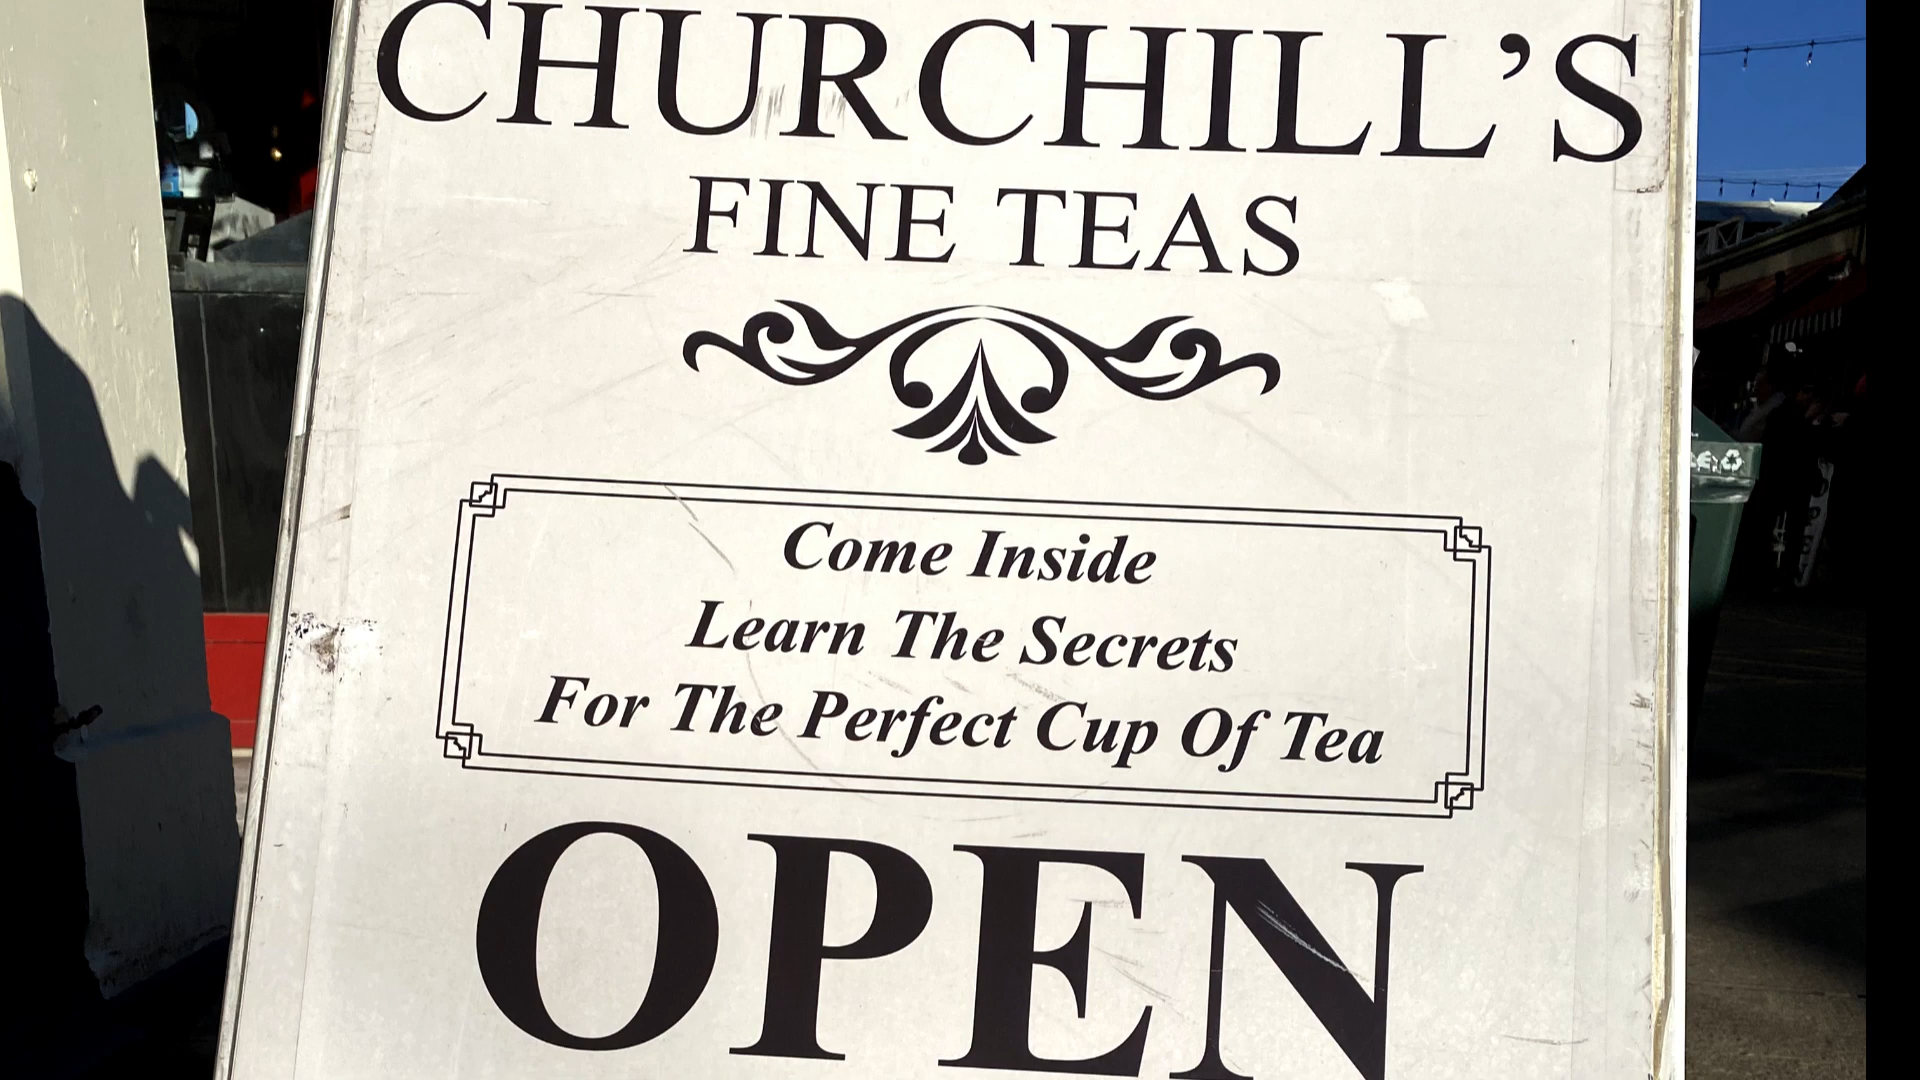 CHURCHILL’S
FINE TEAS
Come Inside
Learn The Secrets
For The Perfect Cup Of Tea
OPEN